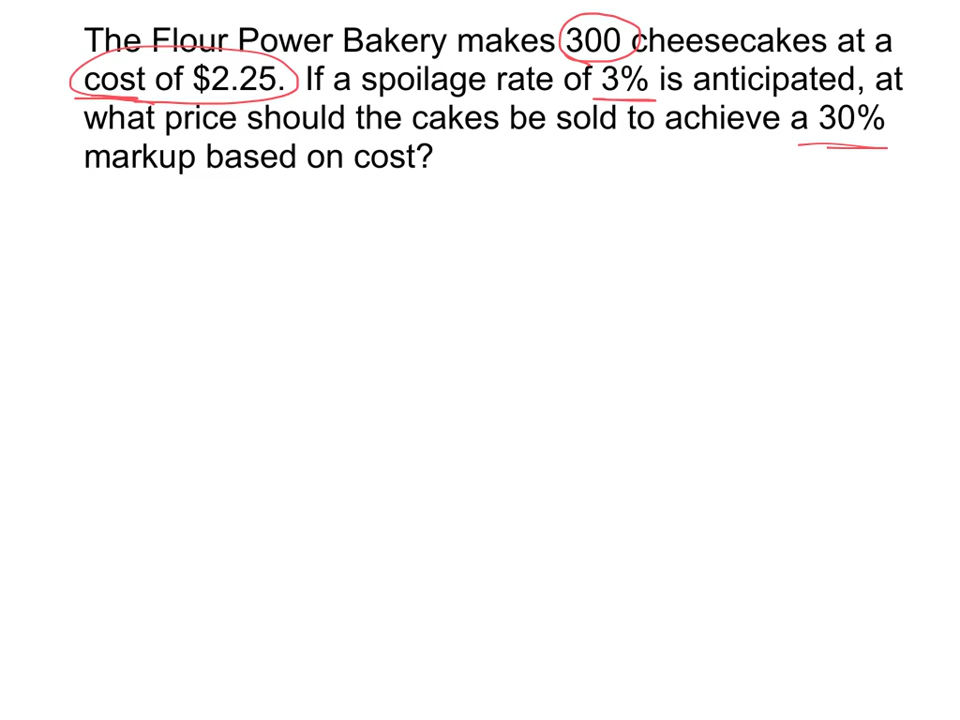 The Flour Power Bakery makes 300 cheesecakes at a
cost of $2.25. If a spoilage rate of 3% is anticipated, at
what price should the cakes be sold to achieve a 30%
markup based on cost?